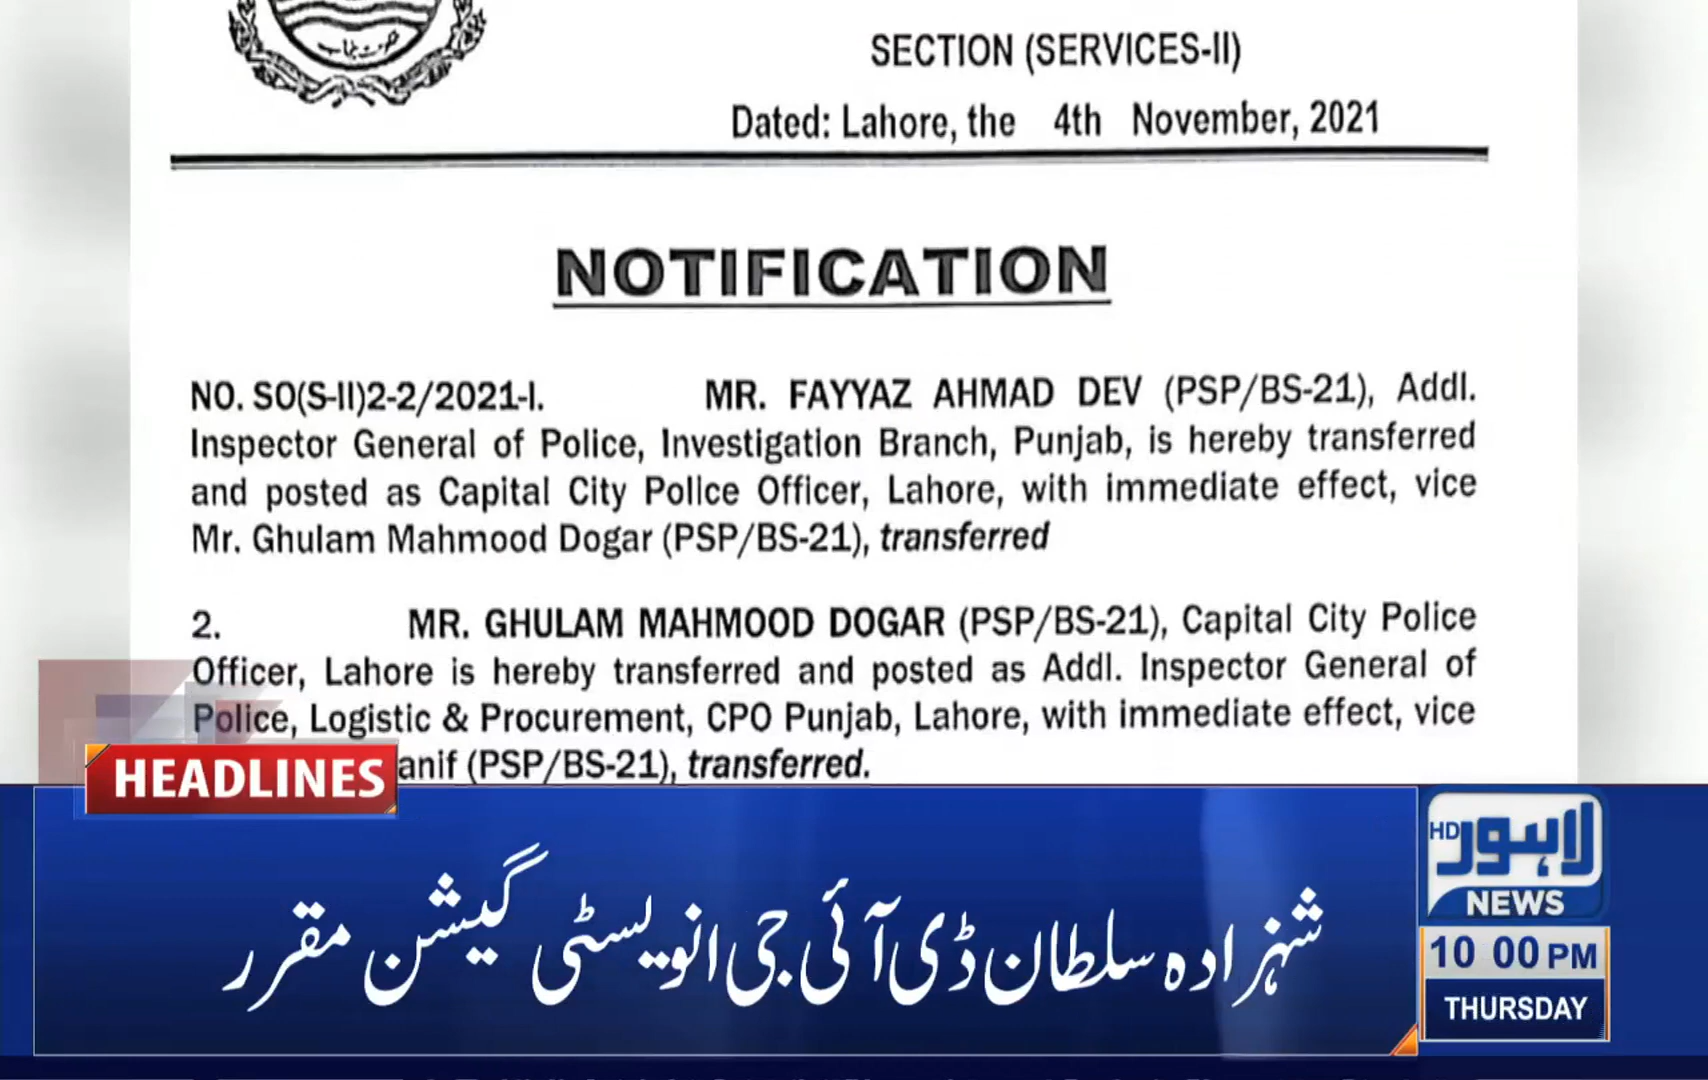 حکومت پنجاب
SECTION (SERVICES-II)
Dated: Lahore, the 4th November, 2021
NOTIFICATION
NO. SO(S-II)2-2/2021-I. MR. FAYYAZ AHMAD DEV (PSP/BS-21), Addl.
Inspector General of Police, Investigation Branch, Punjab, is hereby transferred
and posted as Capital City Police Officer, Lahore, with immediate effect, vice
Mr. Ghulam Mahmood Dogar (PSP/BS-21), transferred
2. MR. GHULAM MAHMOOD DOGAR (PSP/BS-21), Capital City Police
Officer, Lahore is hereby transferred and posted as Addl. Inspector General of
Police, Logistic & Procurement, CPO Punjab, Lahore, with immediate effect, vice
anif (PSP/BS-21), transferred.
HEADLINES
شہزادہ سلطان ڈی آئی جی انویسٹی گیشن مقرر
لاہور HD
NEWS
10 00 PM
THURSDAY